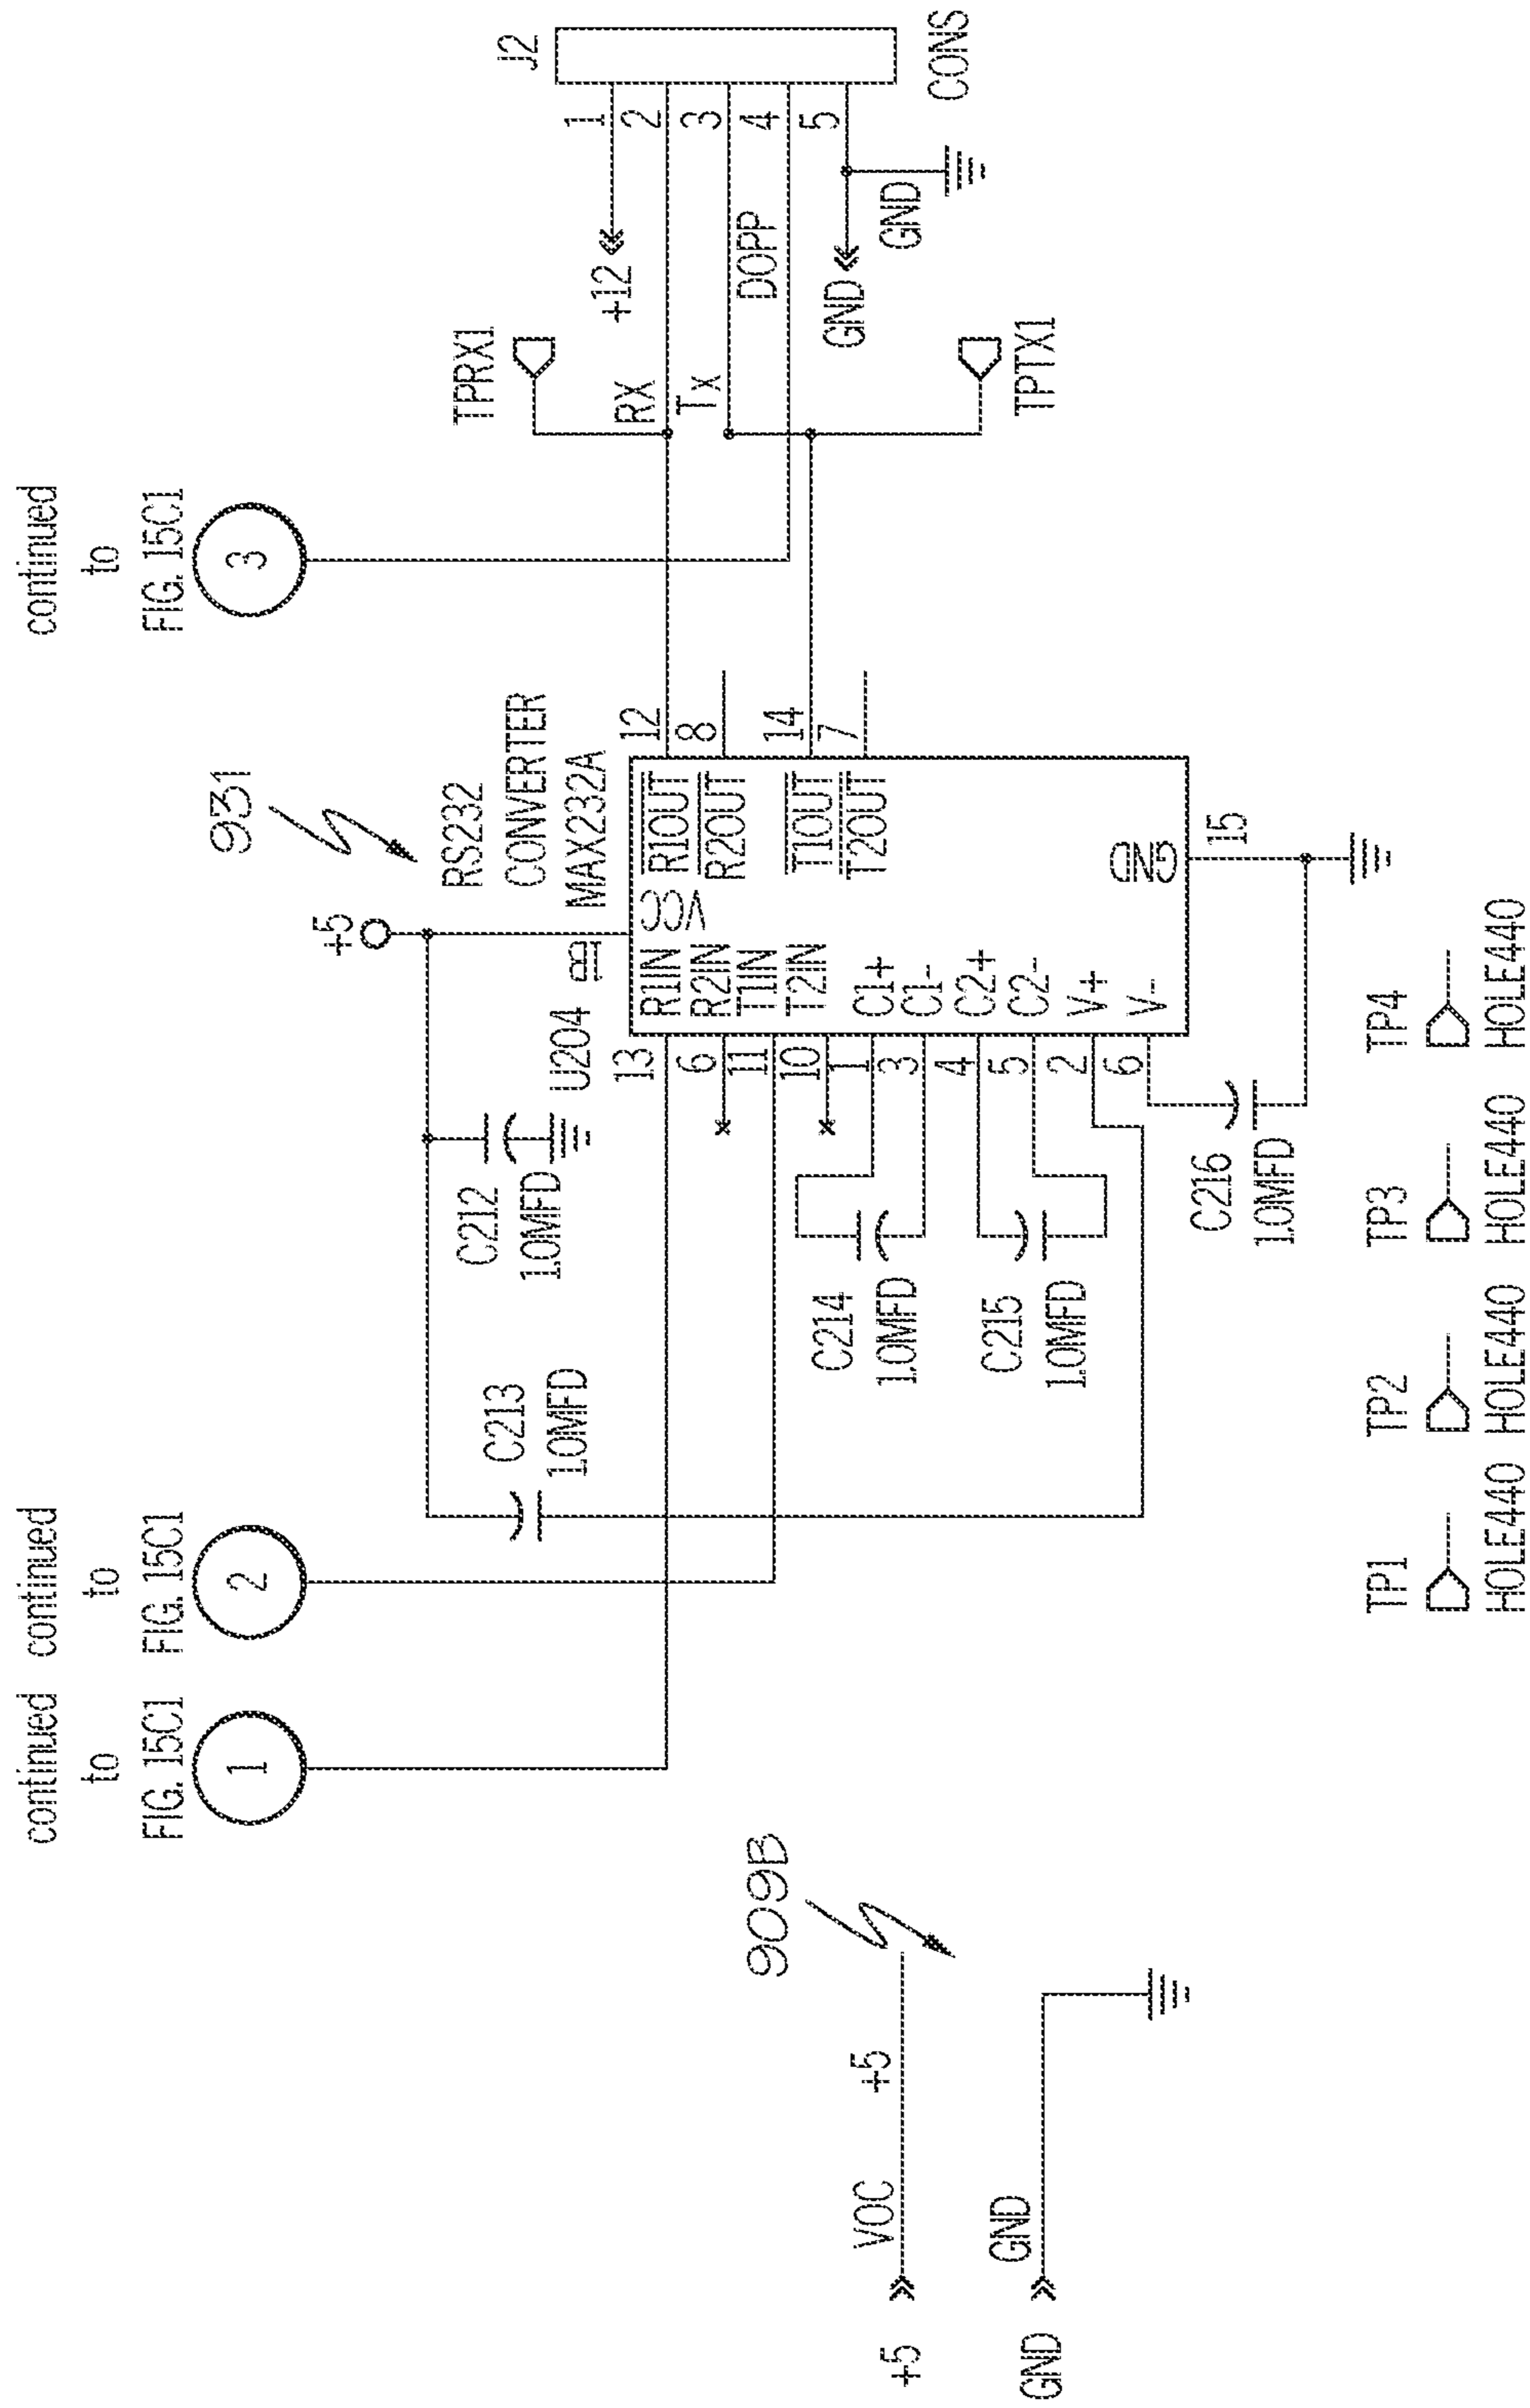 continued
to
FIG. 15C1
1
continued
to
FIG. 15C1
2
continued
to
FIG. 15C1
3
931
RS232
CONVERTER
MAX232A
+5
U204
C212
1.0MFD
C213
1.0MFD
13
6
11
10
1
3
4
5
2
6
R1IN
R2IN
T1IN
T2IN
C1+
C1-
C2+
C2-
V+
V-
VCC
R1OUT
R2OUT
T1OUT
T2OUT
GND
12
8
14
7
15
C214
1.0MFD
C215
1.0MFD
C216
1.0MFD
TPRX1
RX
Tx
TPTX1
+12
DOPP
GND
GND
J2
1
2
3
4
5
CONS
909B
+5
VOC
+5
GND
GND
TP1
HOLE440
TP2
HOLE440
TP3
HOLE440
TP4
HOLE440